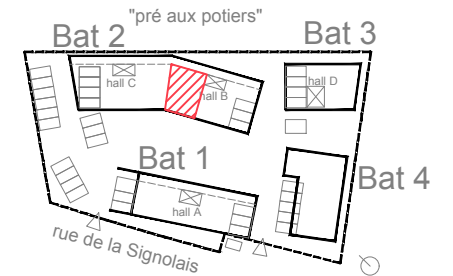 "pré aux potiers"
Bat 2
Bat 3
hall C
hall B
hall D
Bat 1
Bat 4
hall A
rue de la Signolais